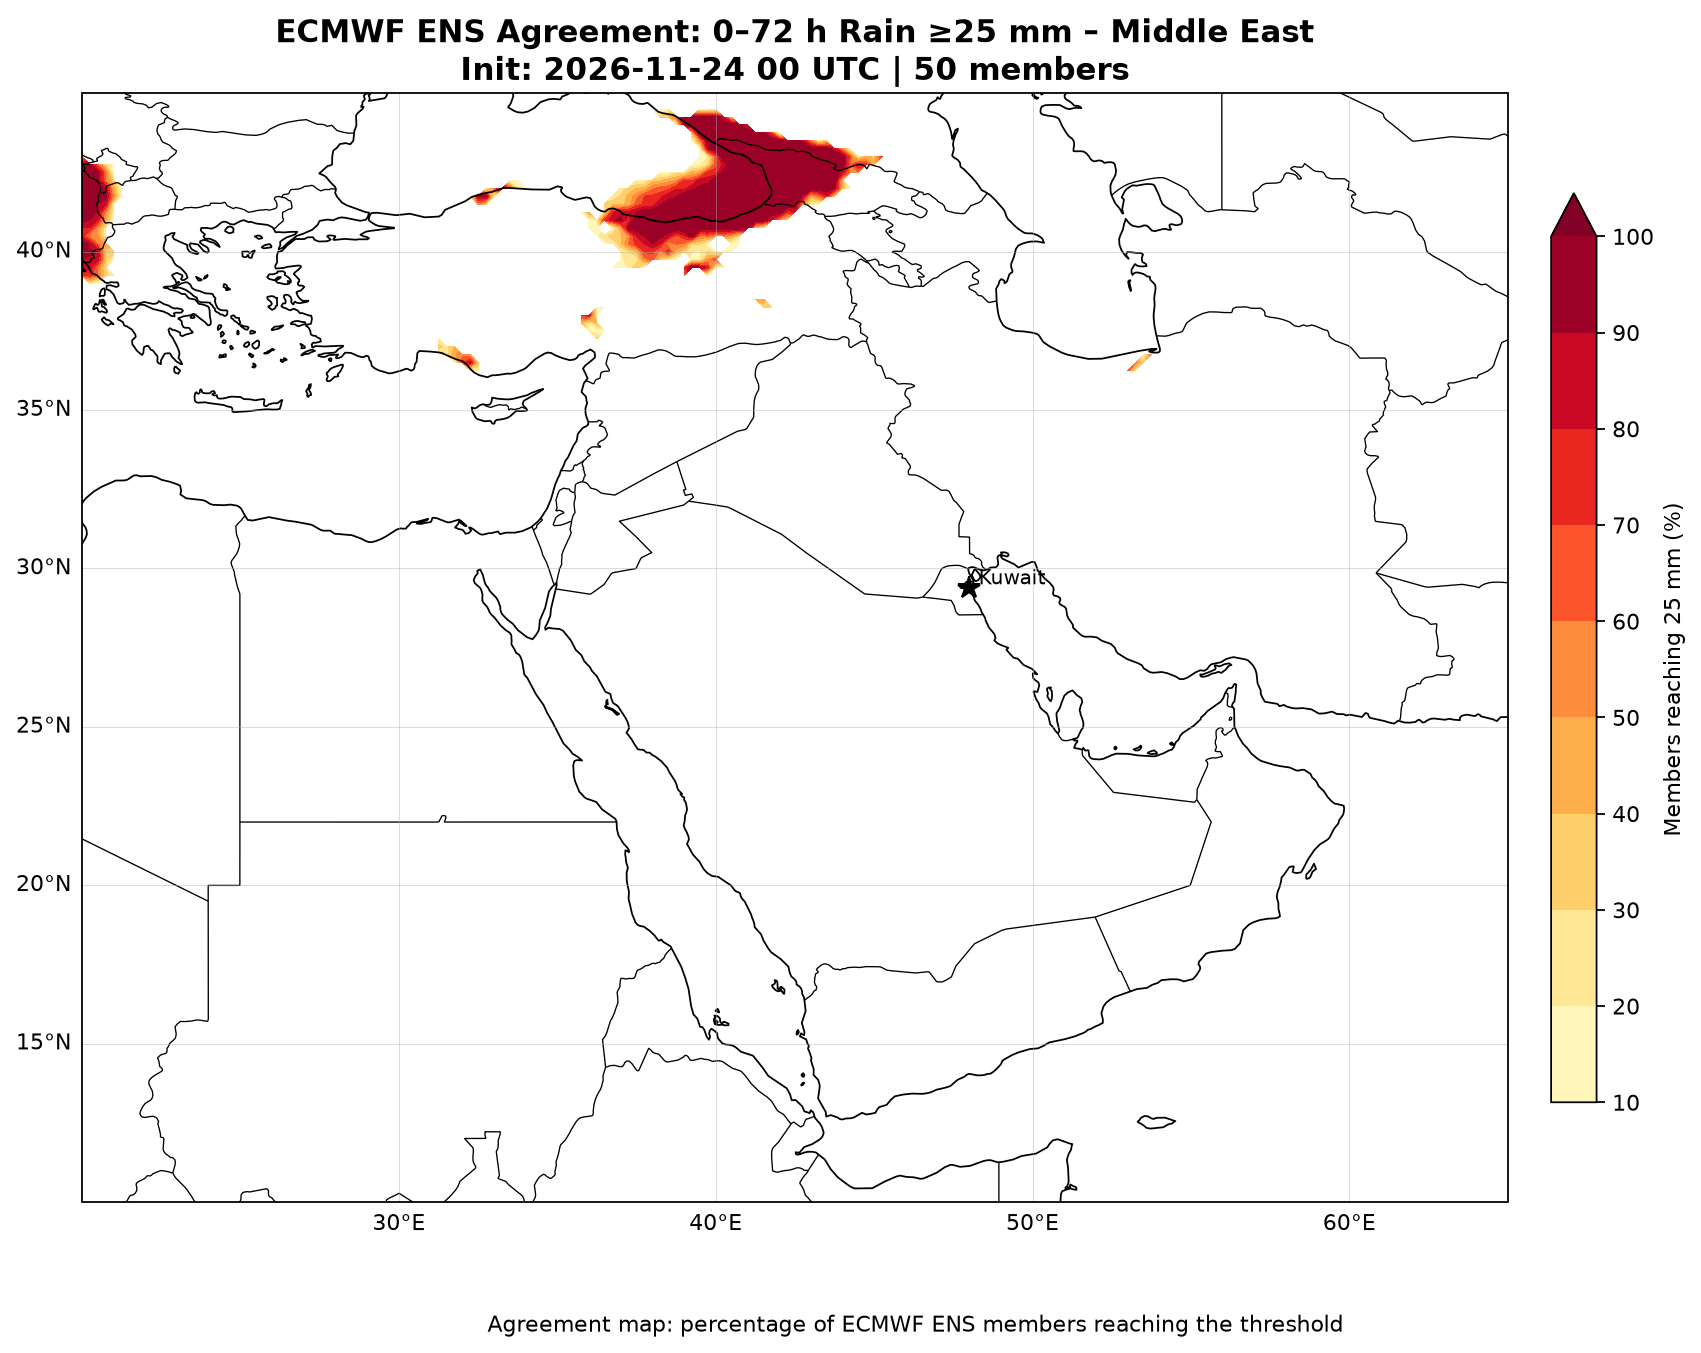 ECMWF ENS Agreement: 0–72 h Rain ≥25 mm – Middle East
Init: 2026-11-24 00 UTC | 50 members
40°N
35°N
30°N
25°N
20°N
15°N
30°E
40°E
50°E
60°E
Kuwait
100
90
80
70
60
50
40
30
20
10
Members reaching 25 mm (%)
Agreement map: percentage of ECMWF ENS members reaching the threshold